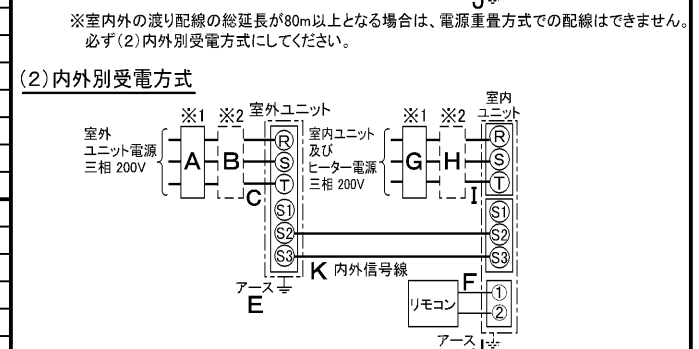 ※室内外の渡り配線の総延長が80m以上となる場合は、電源重畳方式での配線はできません。
必ず(2)内外別受電方式にしてください。
(2)内外別受電方式
※1 ※2 室外ユニット
室外
ユニット電源
三相 200V
A B C
R
S
T
S1
S2
S3
アース
E
室内ユニット
及び
ヒーター電源
三相 200V
※1 ※2
室内
ユニット
G H I
R
S
T
S1
S2
S3
K 内外信号線
リモコン
F
①
②
アース